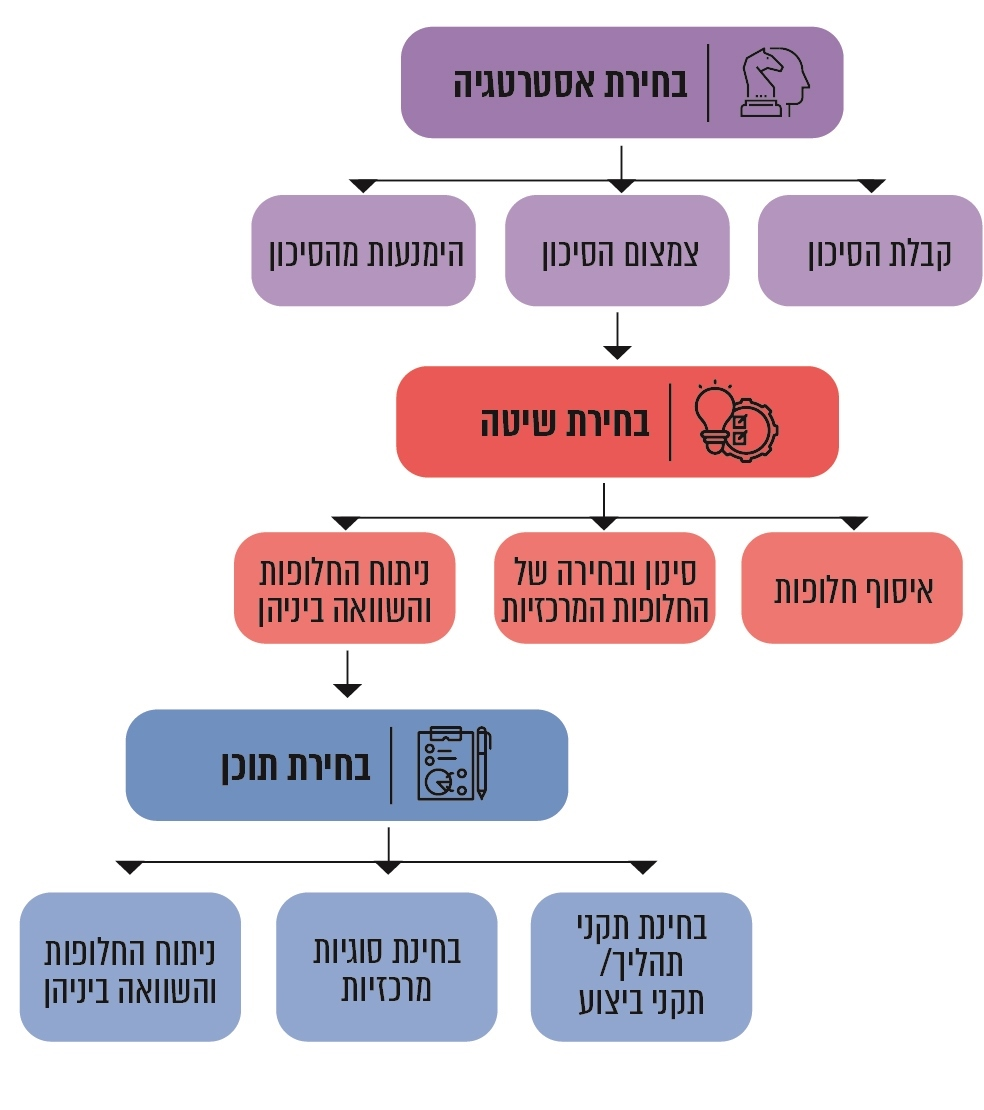 בחירת אסטרטגיה
קבלת הסיכון
צמצום הסיכון
הימנעות מהסיכון
בחירת שיטה
איסוף חלופות
סינון ובחירה של
החלופות המרכזיות
ניתוח החלופות
והשוואה ביניהן
בחירת תוכן
בחינת תקני
תהליך/
תקני ביצוע
בחינת סוגיות
מרכזיות
ניתוח החלופות
והשוואה ביניהן